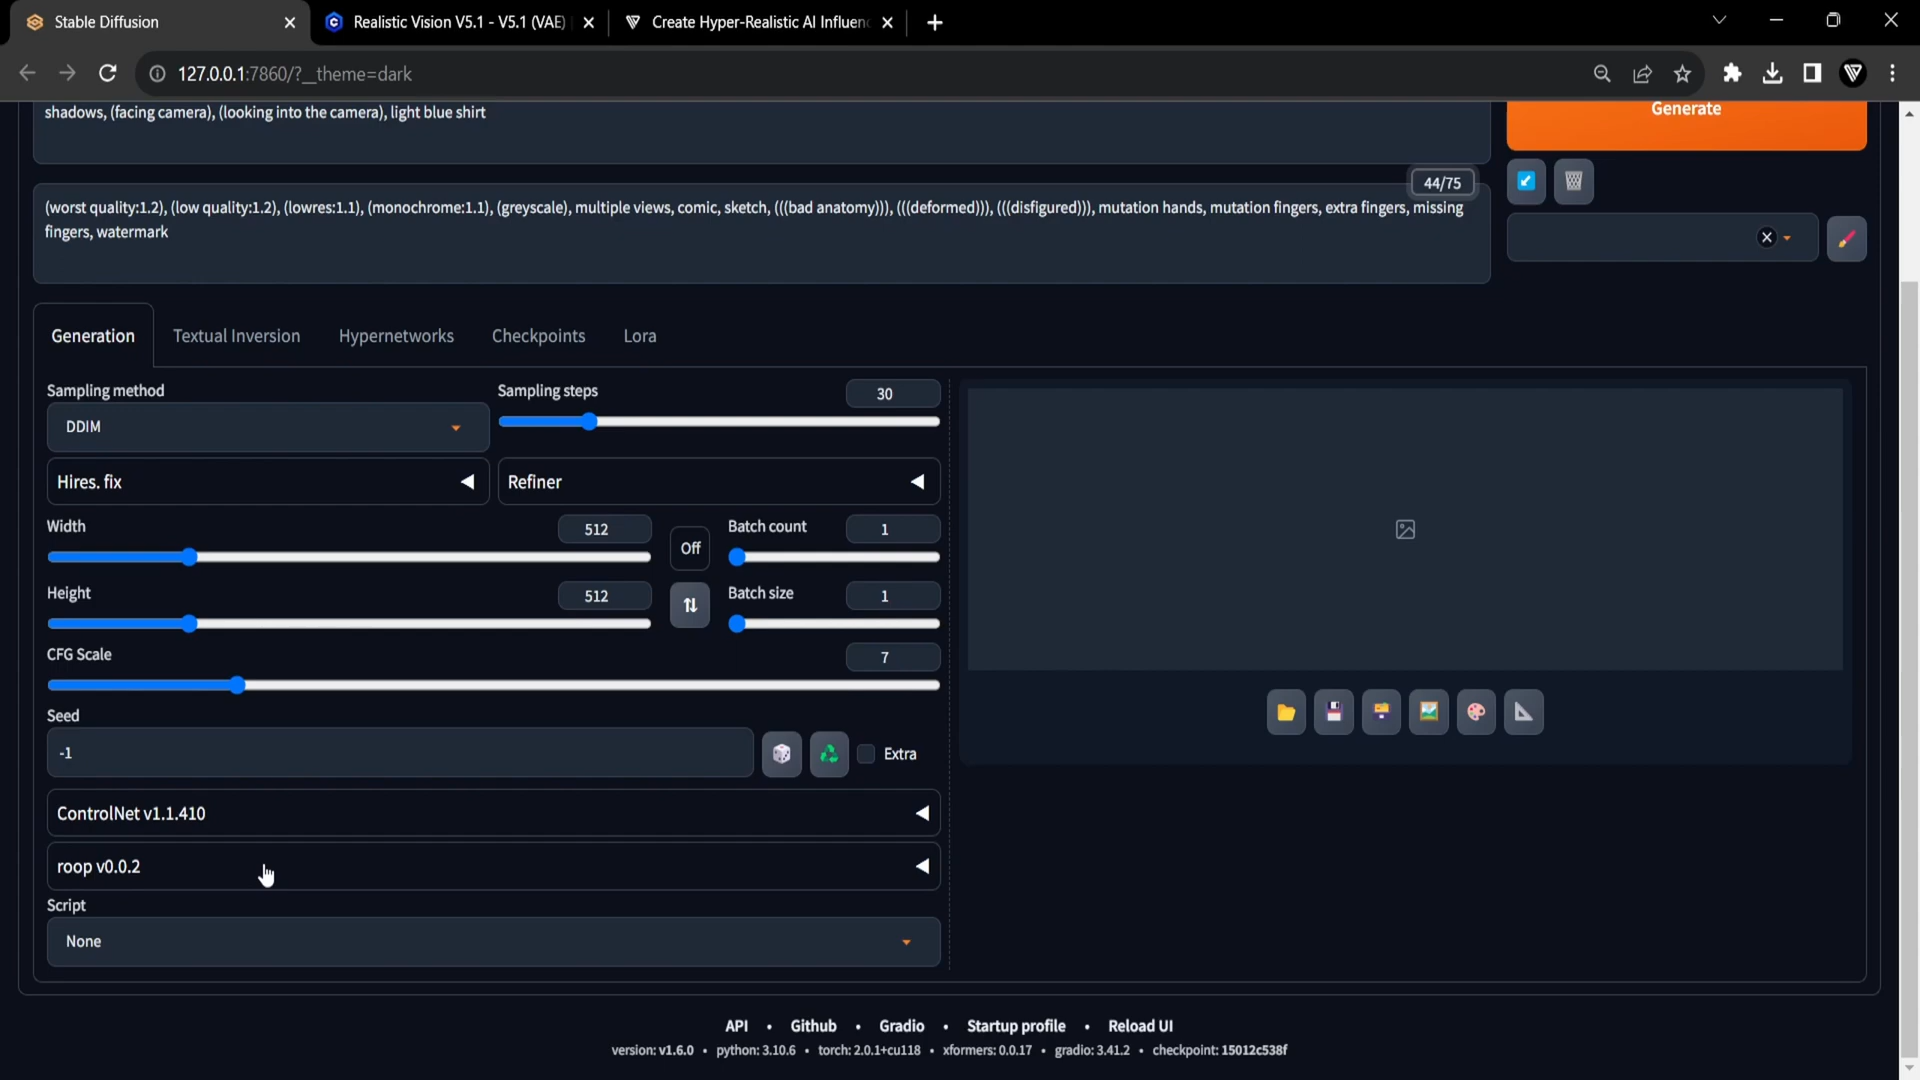 Stable Diffusion
Realistic Vision V5.1 - V5.1 (VAE)
Create Hyper-Realistic AI Influen
127.0.0.1:7860/?__theme=dark
shadows, (facing camera), (looking into the camera), light blue shirt
Generate
44/75
(worst quality:1.2), (low quality:1.2), (lowres:1.1), (monochrome:1.1), (greyscale), multiple views, comic, sketch, (((bad anatomy))), (((deformed))), (((disfigured))), mutation hands, mutation fingers, extra fingers, missing
fingers, watermark
Generation Textual Inversion Hypernetworks Checkpoints Lora
Sampling method
DDIM
Sampling steps 30
Hires. fix
Refiner
Width 512
Off
Batch count 1
Height 512
Batch size 1
CFG Scale 7
Seed
-1
Extra
ControlNet v1.1.410
roop v0.0.2
Script
None
API • Github • Gradio • Startup profile • Reload UI
version: v1.6.0 • python: 3.10.6 • torch: 2.0.1+cu118 • xformers: 0.0.17 • gradio: 3.41.2 • checkpoint: 15012c538f